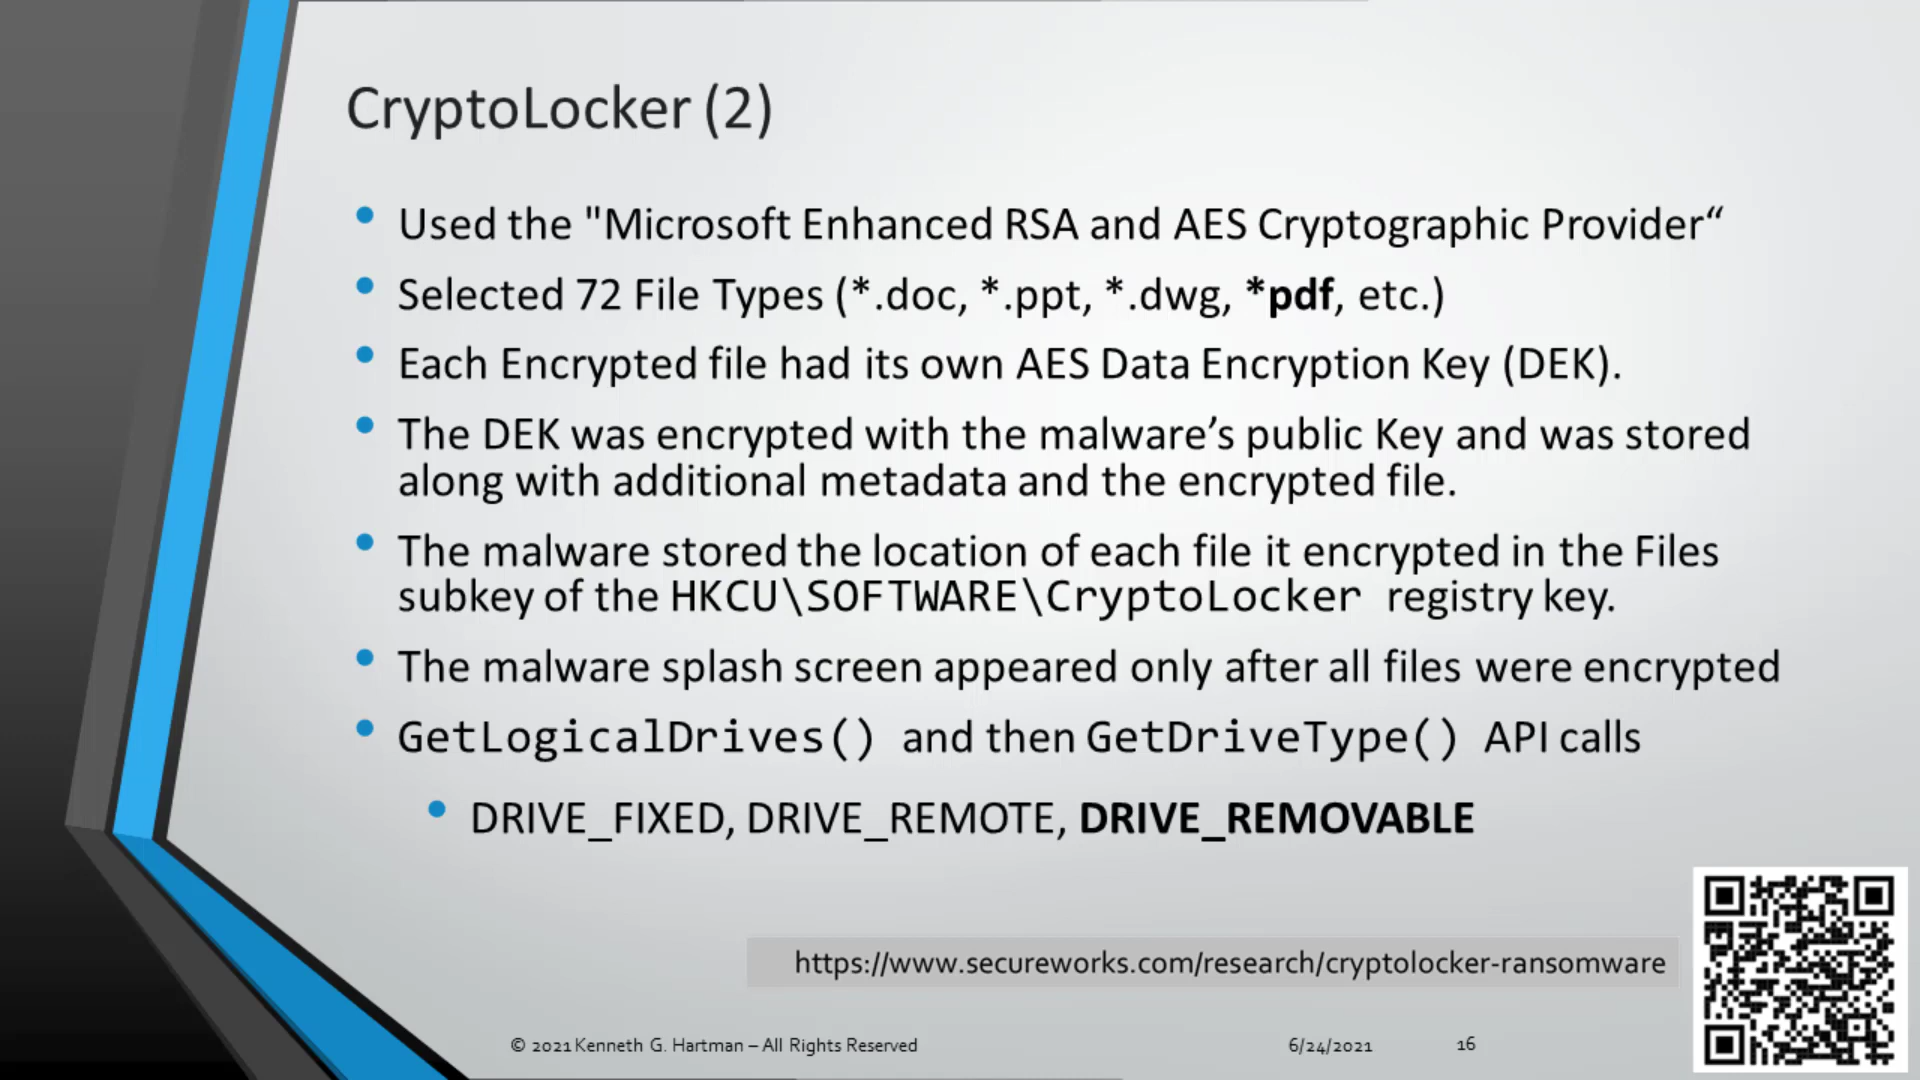 CryptoLocker (2)
• Used the "Microsoft Enhanced RSA and AES Cryptographic Provider“
• Selected 72 File Types (*.doc, *.ppt, *.dwg, *pdf, etc.)
• Each Encrypted file had its own AES Data Encryption Key (DEK).
• The DEK was encrypted with the malware’s public Key and was stored
along with additional metadata and the encrypted file.
• The malware stored the location of each file it encrypted in the Files
subkey of the HKCU\SOFTWARE\CryptoLocker registry key.
• The malware splash screen appeared only after all files were encrypted
• GetLogicalDrives() and then GetDriveType() API calls
• DRIVE_FIXED, DRIVE_REMOTE, DRIVE_REMOVABLE
https://www.secureworks.com/research/cryptolocker-ransomware
© 2021 Kenneth G. Hartman – All Rights Reserved 6/24/2021 16